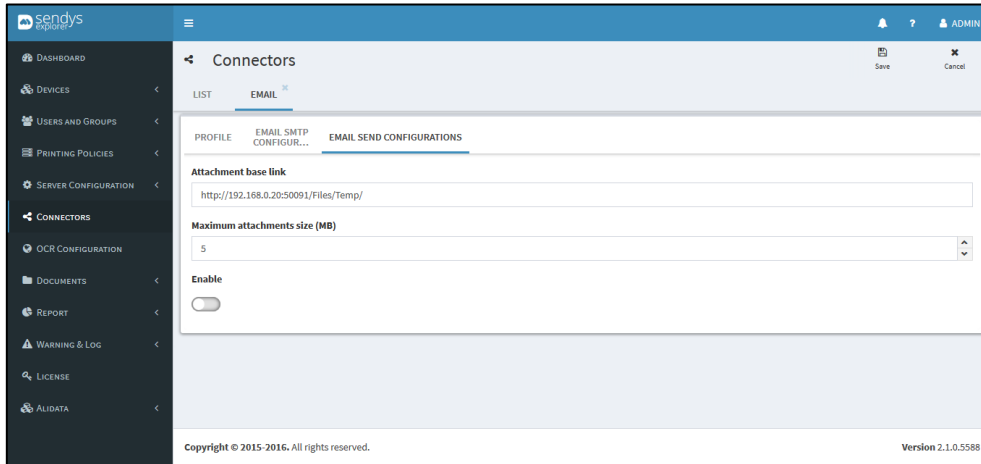 sendys
explorer
ADMIN
DASHBOARD
DEVICES
USERS AND GROUPS
PRINTING POLICIES
SERVER CONFIGURATION
CONNECTORS
OCR CONFIGURATION
DOCUMENTS
REPORT
WARNING & LOG
LICENSE
ALIDATA
Connectors
Save
Cancel
LIST
EMAIL
PROFILE
EMAIL SMTP
CONFIGUR...
EMAIL SEND CONFIGURATIONS
Attachment base link
http://192.168.0.20:50091/Files/Temp/
Maximum attachments size (MB)
5
Enable
Copyright © 2015-2016. All rights reserved.
Version 2.1.0.5588